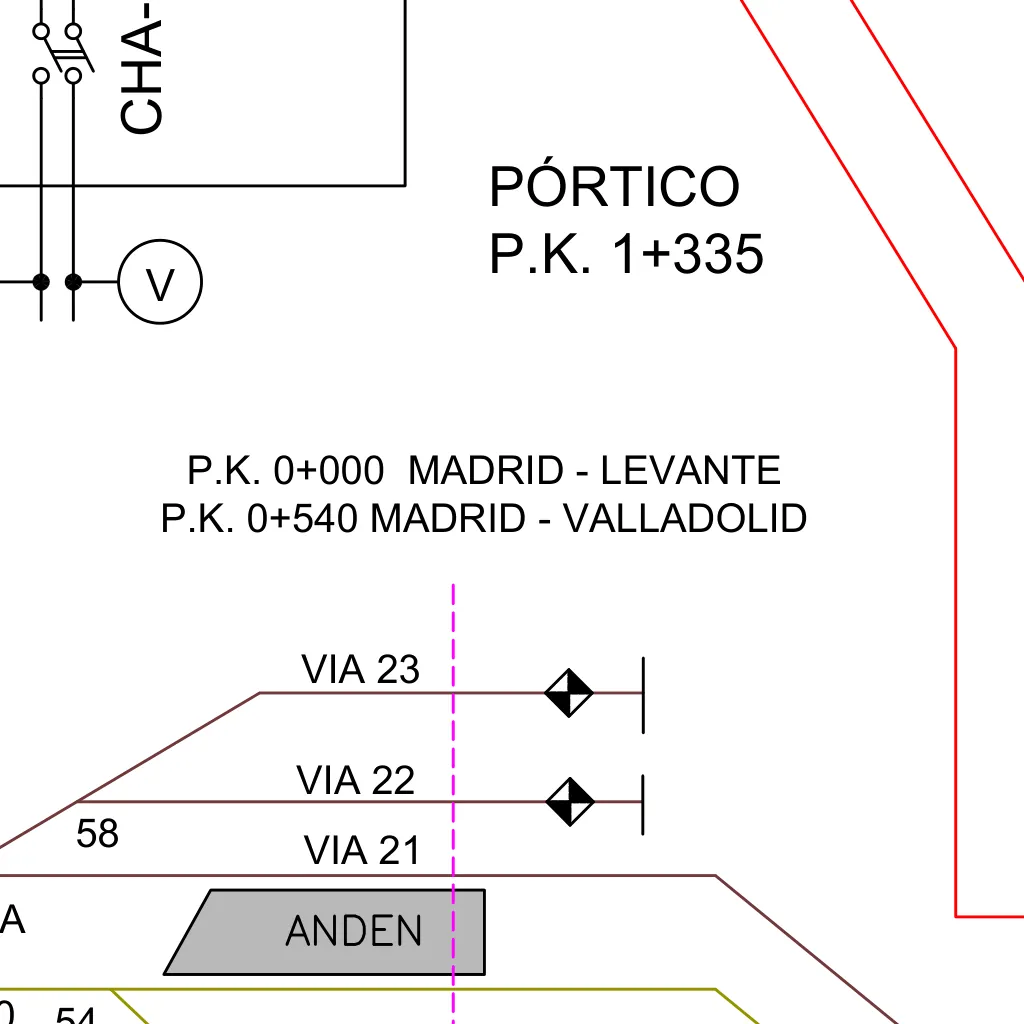 CHA-
PÓRTICO
P.K. 1+335
V
P.K. 0+000 MADRID - LEVANTE
P.K. 0+540 MADRID - VALLADOLID
VIA 23
VIA 22
58
VIA 21
A
ANDEN
54